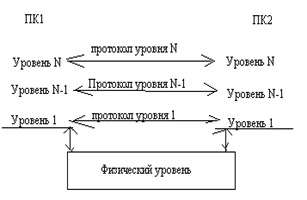 ПК1 ПК2
Уровень N протокол уровня N Уровень N
Уровень N-1 Протокол уровня N-1 Уровень N-1
Уровень 1 протокол уровня 1 Уровень 1
Физический уровень